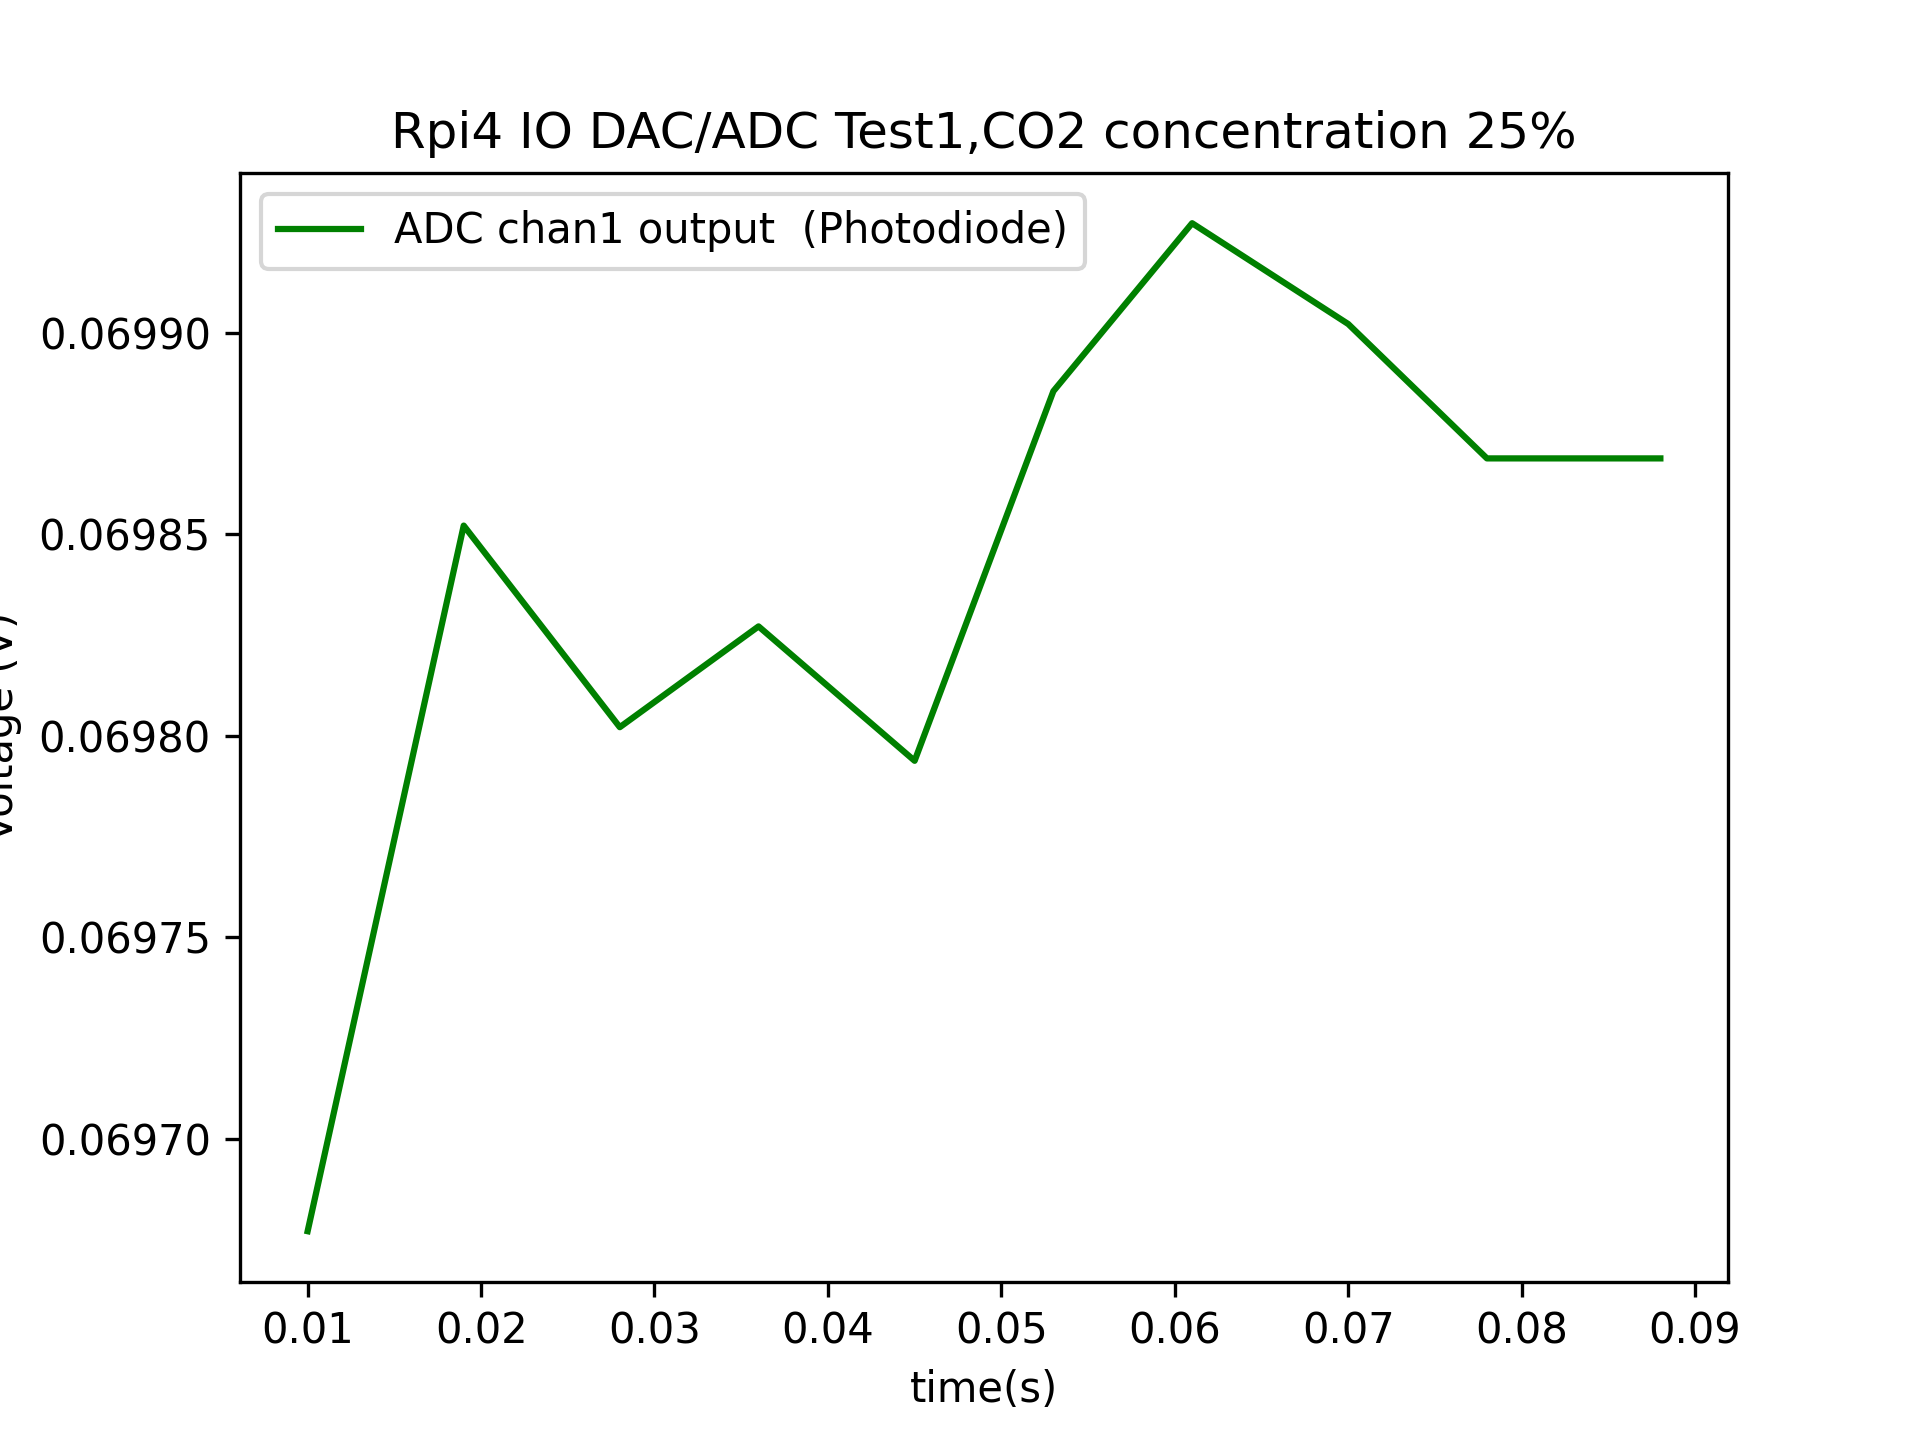 Rpi4 IO DAC/ADC Test1,CO2 concentration 25%
ADC chan1 output  (Photodiode)
0.06990
0.06985
0.06980
0.06975
0.06970
voltage (V)
0.01 0.02 0.03 0.04 0.05 0.06 0.07 0.08 0.09
time(s)